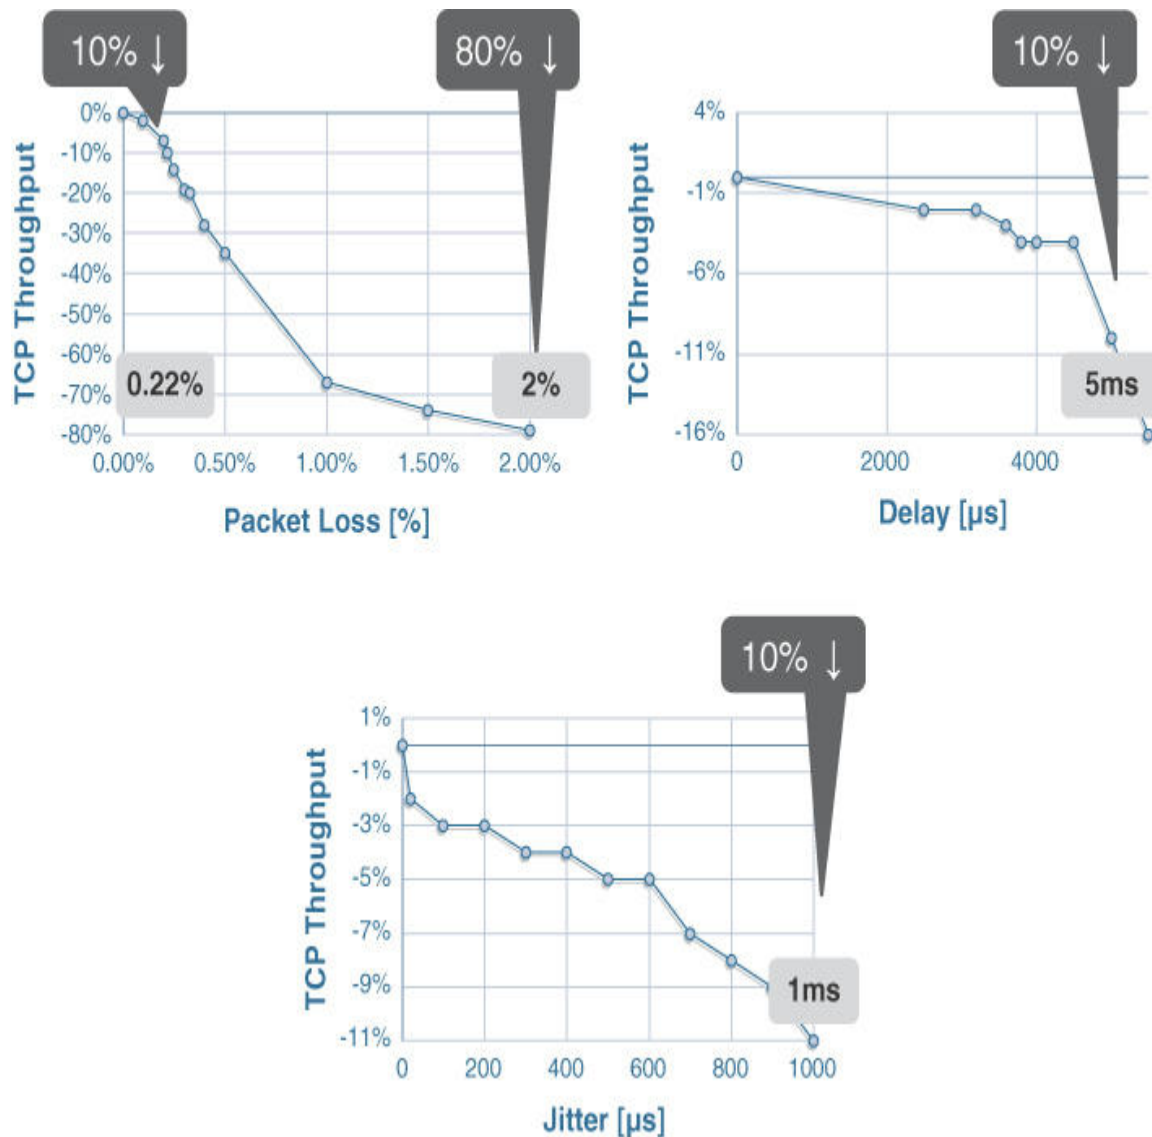 10% ↓
80% ↓
TCP Throughput
0%
-10%
-20%
-30%
-40%
-50%
-60%
-70%
-80%
0.22%
2%
0.00% 0.50% 1.00% 1.50% 2.00%
Packet Loss [%]
10% ↓
TCP Throughput
4%
-1%
-6%
-11%
-16%
5ms
0 2000 4000
Delay [µs]
10% ↓
TCP Throughput
1%
-1%
-3%
-5%
-7%
-9%
-11%
1ms
0 200 400 600 800 1000
Jitter [µs]